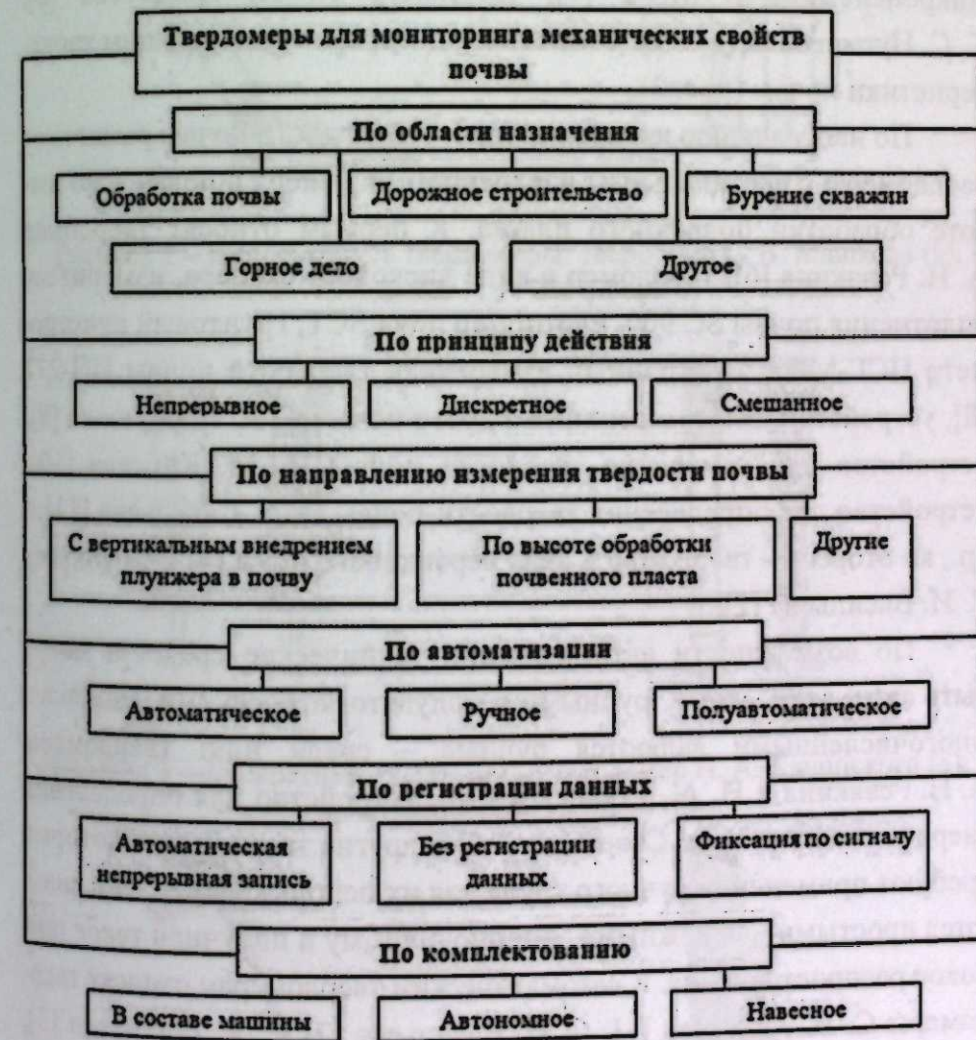 Твердомеры для мониторинга механических свойств
почвы
По области назначения
Обработка почвы
Дорожное строительство
Бурение скважин
Горное дело
Другое
По принципу действия
Непрерывное
Дискретное
Смешанное
По направлению измерения твердости почвы
С вертикальным внедрением
плунжера в почву
По высоте обработки
почвенного пласта
Другие
По автоматизации
Автоматическое
Ручное
Полуавтоматическое
По регистрации данных
Автоматическая
непрерывная запись
Без регистрации
данных
Фиксация по сигналу
По комплектованию
В составе машины
Автономное
Навесное